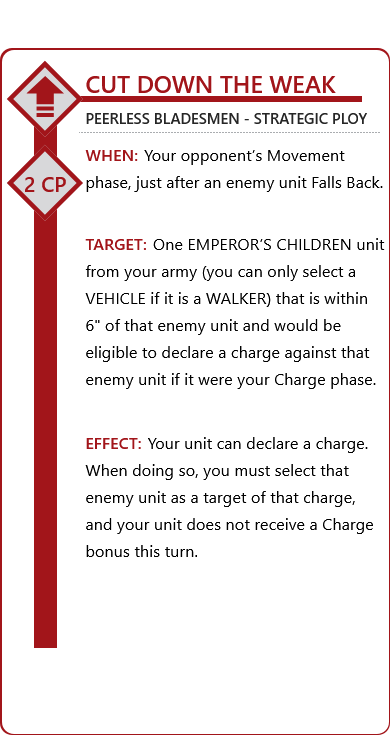 CUT DOWN THE WEAK
PEERLESS BLADESMEN - STRATEGIC PLOY
WHEN: Your opponent’s Movement
phase, just after an enemy unit Falls Back.
2 CP
TARGET: One EMPEROR’S CHILDREN unit
from your army (you can only select a
VEHICLE if it is a WALKER) that is within
6" of that enemy unit and would be
eligible to declare a charge against that
enemy unit if it were your Charge phase.
EFFECT: Your unit can declare a charge.
When doing so, you must select that
enemy unit as a target of that charge,
and your unit does not receive a Charge
bonus this turn.